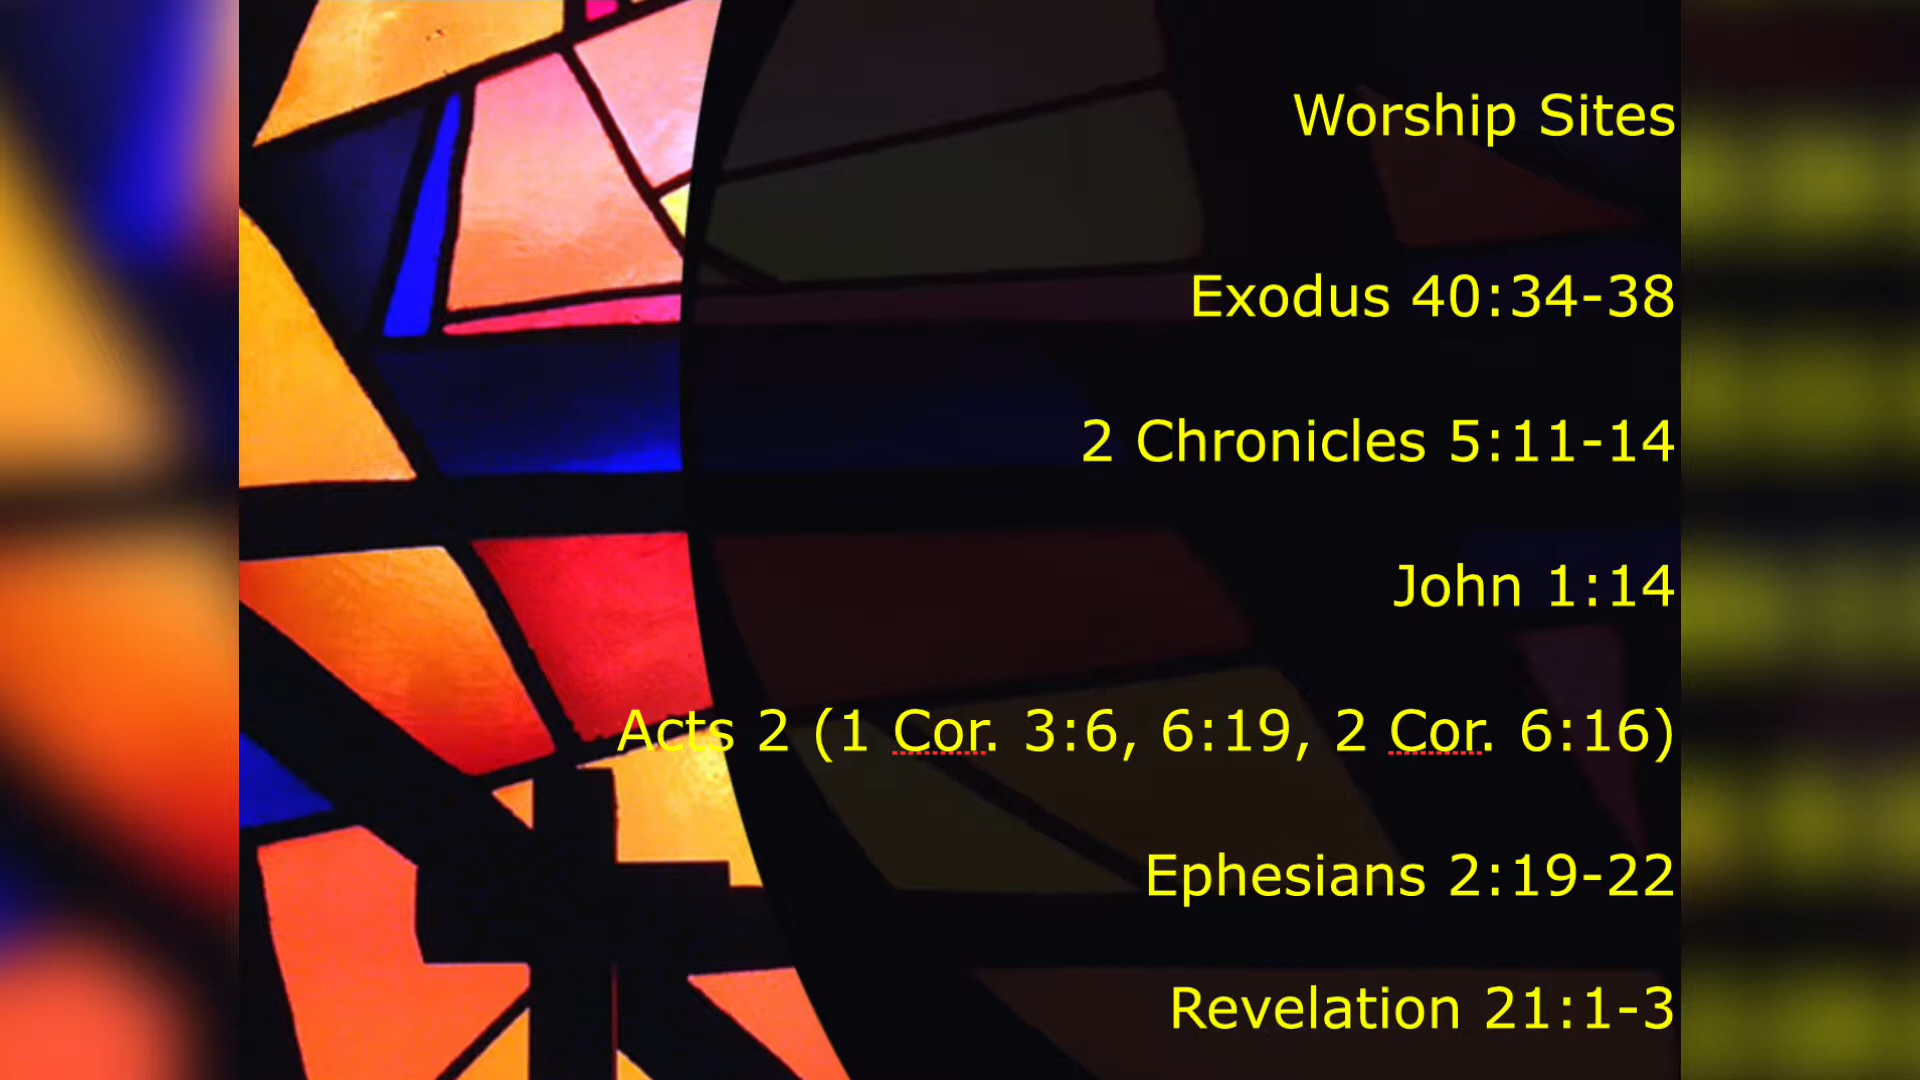 Worship Sites
Exodus 40:34-38
2 Chronicles 5:11-14
John 1:14
Acts 2 (1 Cor. 3:6, 6:19, 2 Cor. 6:16)
Ephesians 2:19-22
Revelation 21:1-3